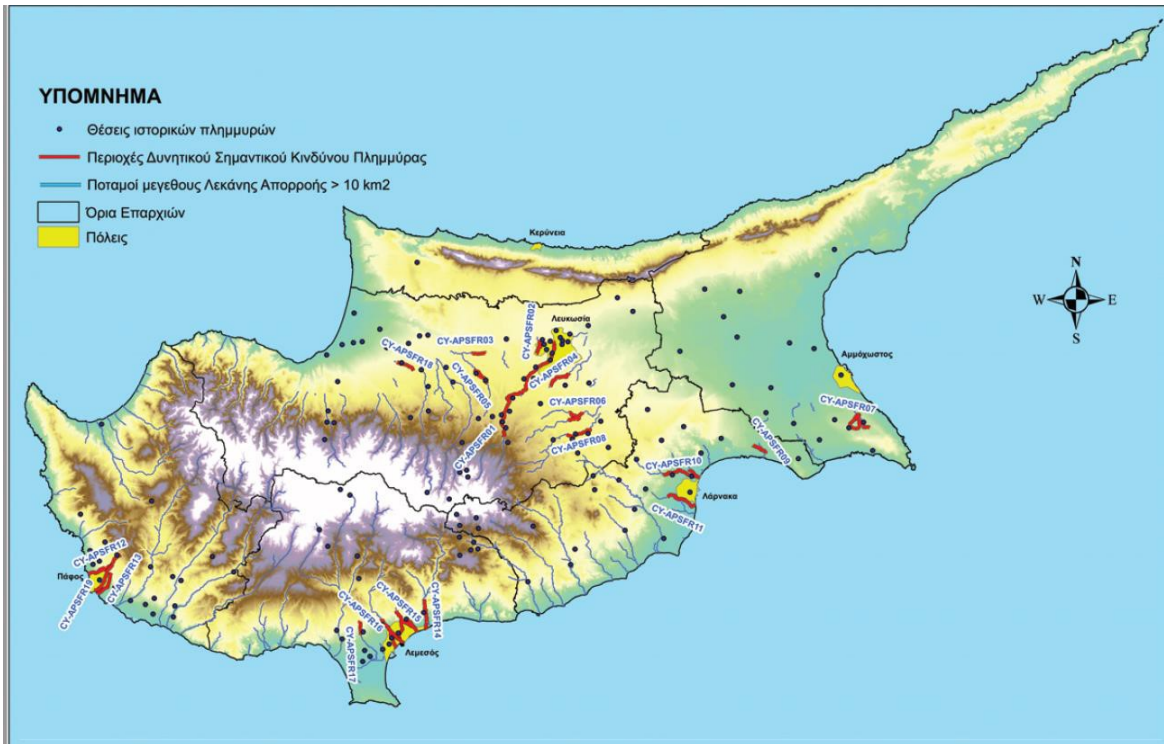 ΥΠΟΜΝΗΜΑ
Θέσεις ιστορικών πλημμυρών
Περιοχές Δυνητικού Σημαντικού Κινδύνου Πλημμύρας
Ποταμοί μεγεθους Λεκάνης Απορροής > 10 km2
Όρια Επαρχιών
Πόλεις
Κερύνεια
N
W E
S
Λευκωσία
CY-APSFR02
CY-APSFR03
CY-APSFR18
CY-APSFR04
CY-APSFR05
Αμμόχωστος
CY-APSFR06
CY-APSFR07
CY-APSFR01
CY-APSFR08
CY-APSFR09
CY-APSFR10
Λάρνακα
CY-APSFR11
CY-APSFR12
Πάφος
CY-APSFR13
CY-APSFR19
CY-APSFR15
CY-APSFR16
CY-APSFR14
Λεμεσός
CY-APSFR17